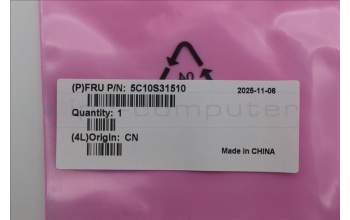 (P)FRU P/N: 5C10S31510
2025-11-06
Quantity: 1
(4L)Origin: CN
Made in CHINA